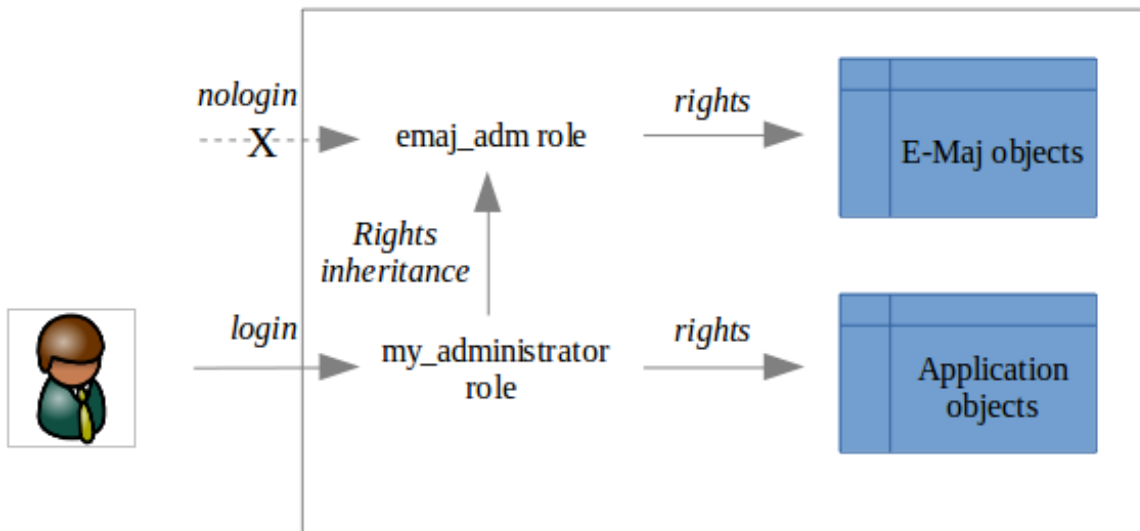 nologin
X
emaj_adm role
rights
E-Maj objects
Rights
inheritance
login
my_administrator
role
rights
Application
objects